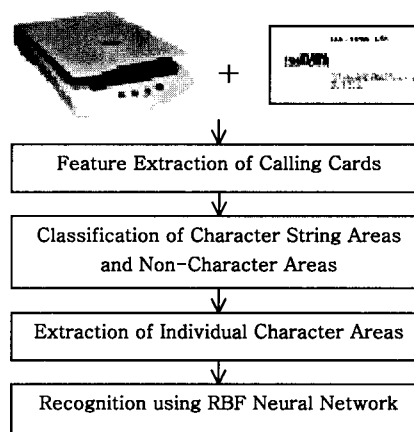 +
Feature Extraction of Calling Cards
Classification of Character String Areas
and Non-Character Areas
Extraction of Individual Character Areas
Recognition using RBF Neural Network